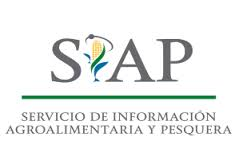 SIAP
SERVICIO DE INFORMACIÓN
AGROALIMENTARIA Y PESQUERA